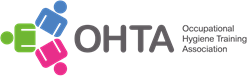 OHTA
Occupational
Hygiene Training
Association